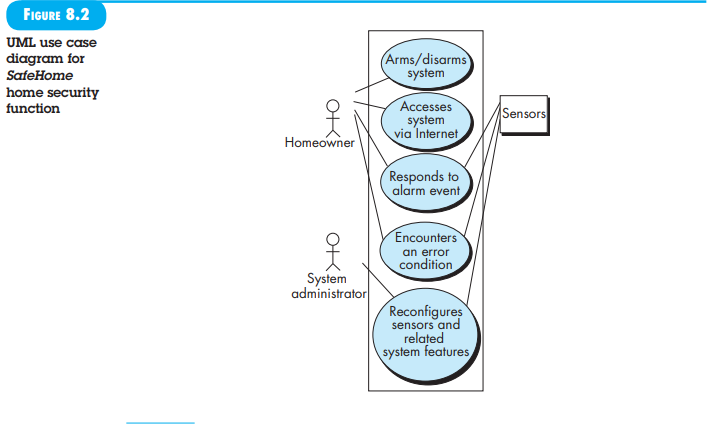 FIGURE 8.2
UML use case
diagram for
SafeHome
home security
function
Arms/disarms
system
Accesses
system
via Internet
Sensors
Homeowner
Responds to
alarm event
Encounters
an error
condition
System
administrator
Reconfigures
sensors and
related
system features